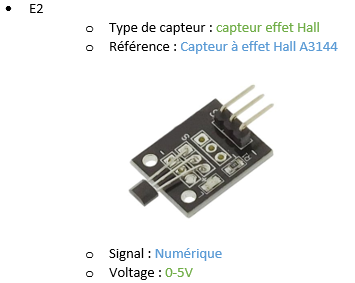 • E2
o Type de capteur : capteur effet Hall
o Référence : Capteur à effet Hall A3144
S
o Signal : Numérique
o Voltage : 0-5V